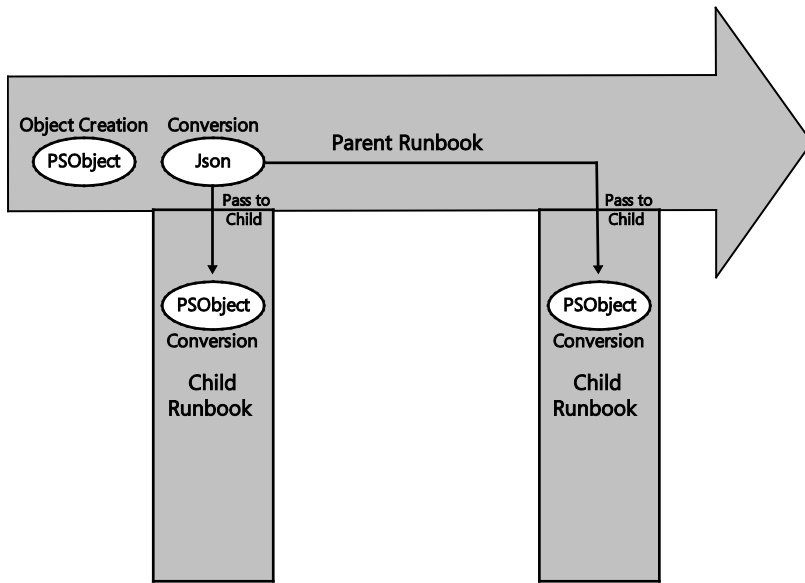 Object Creation
Conversion
PSObject
Json
Parent Runbook
Pass to
Child
Pass to
Child
PSObject
Conversion
Child
Runbook
PSObject
Conversion
Child
Runbook